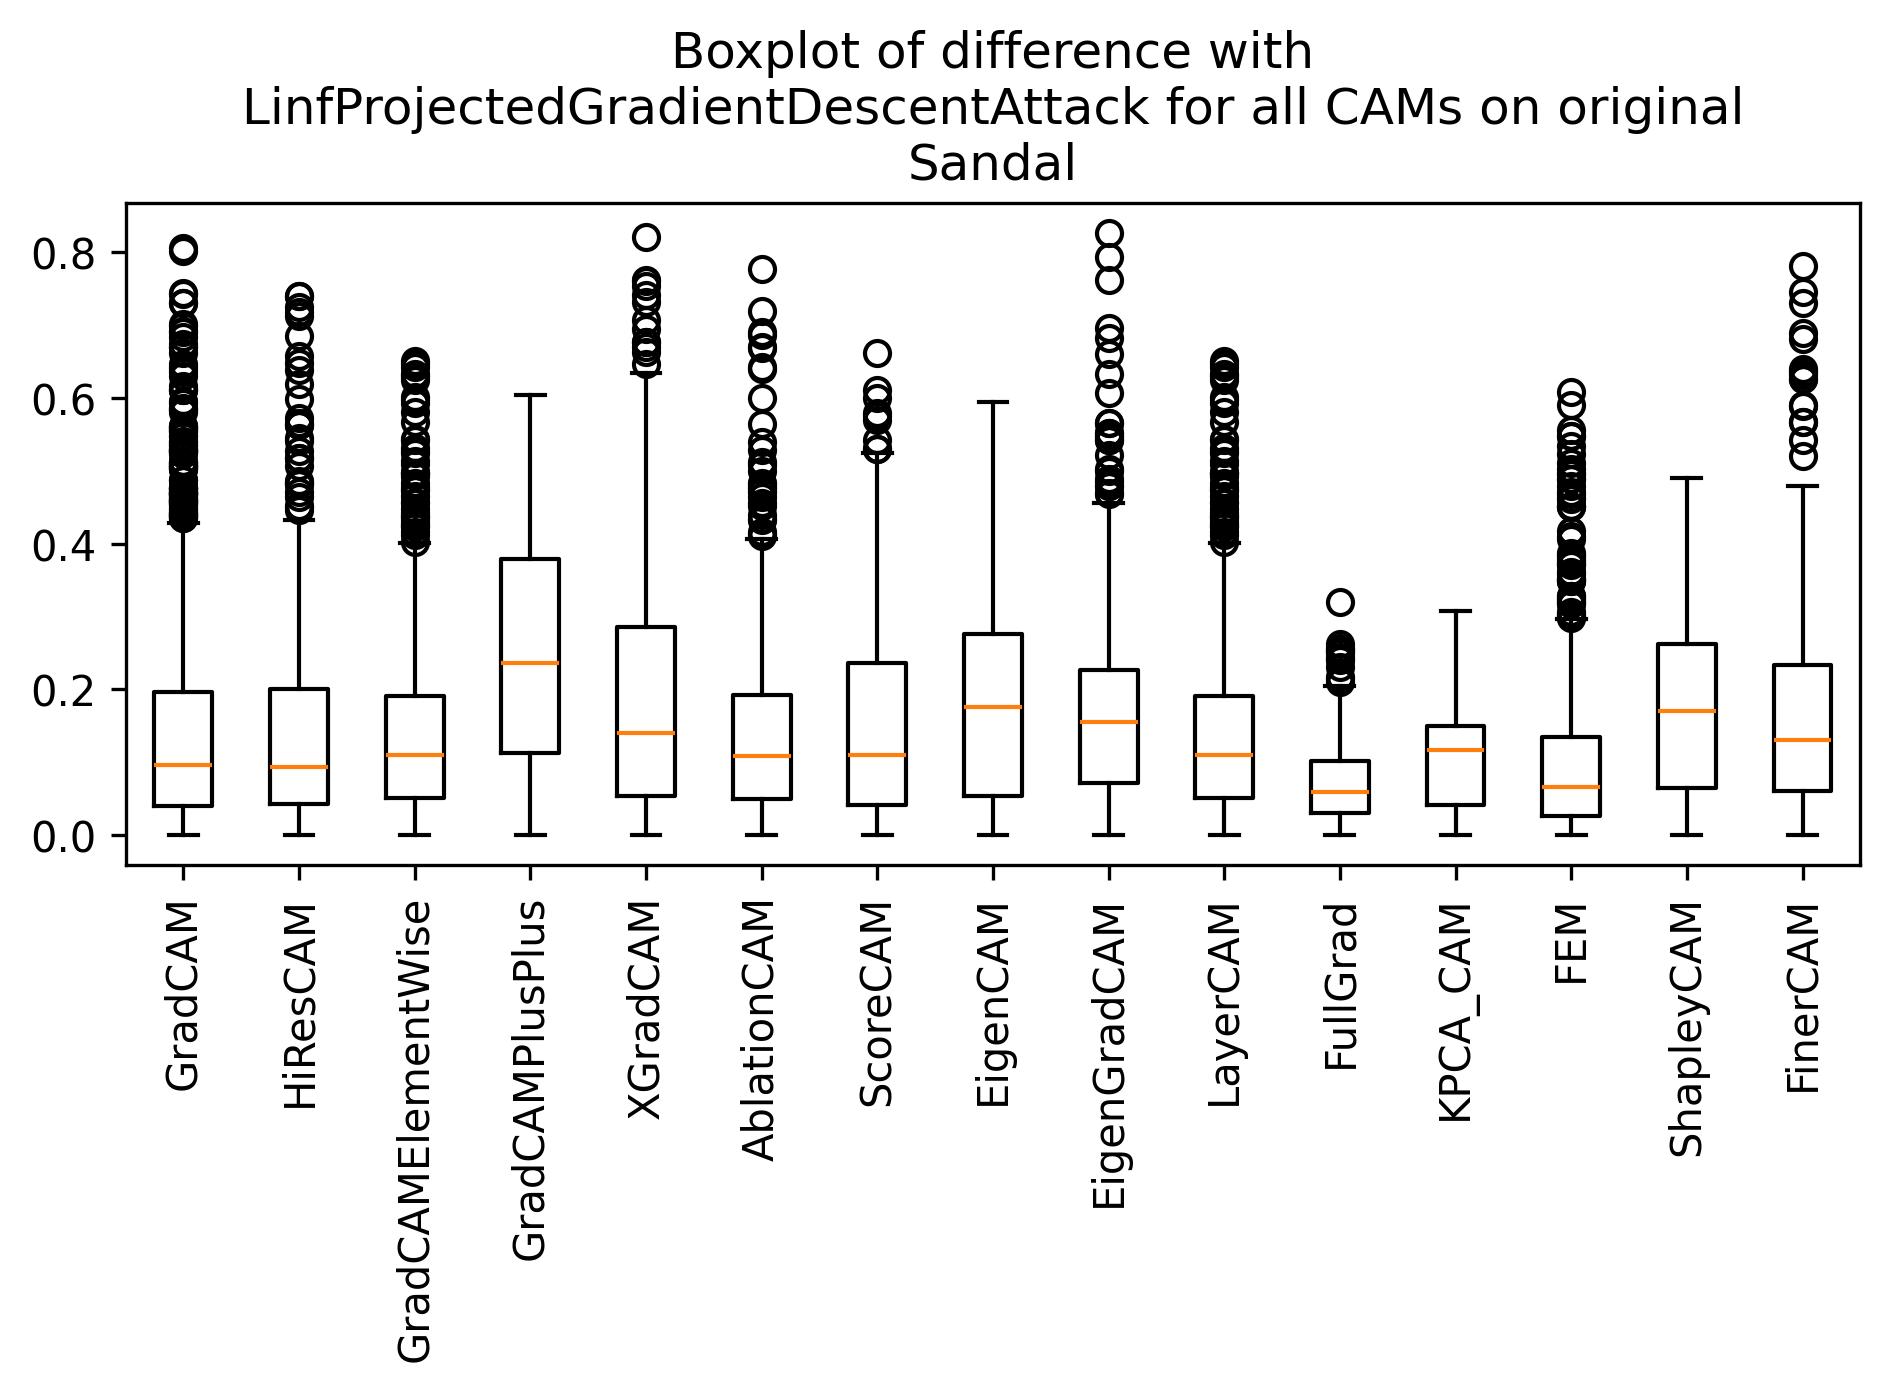 Boxplot of difference with
LinfProjectedGradientDescentAttack for all CAMs on original
Sandal
0.8
0.6
0.4
0.2
0.0
GradCAM
HiResCAM
GradCAMElementWise
GradCAMPlusPlus
XGradCAM
AblationCAM
ScoreCAM
EigenCAM
EigenGradCAM
LayerCAM
FullGrad
KPCA_CAM
FEM
ShapleyCAM
FinerCAM